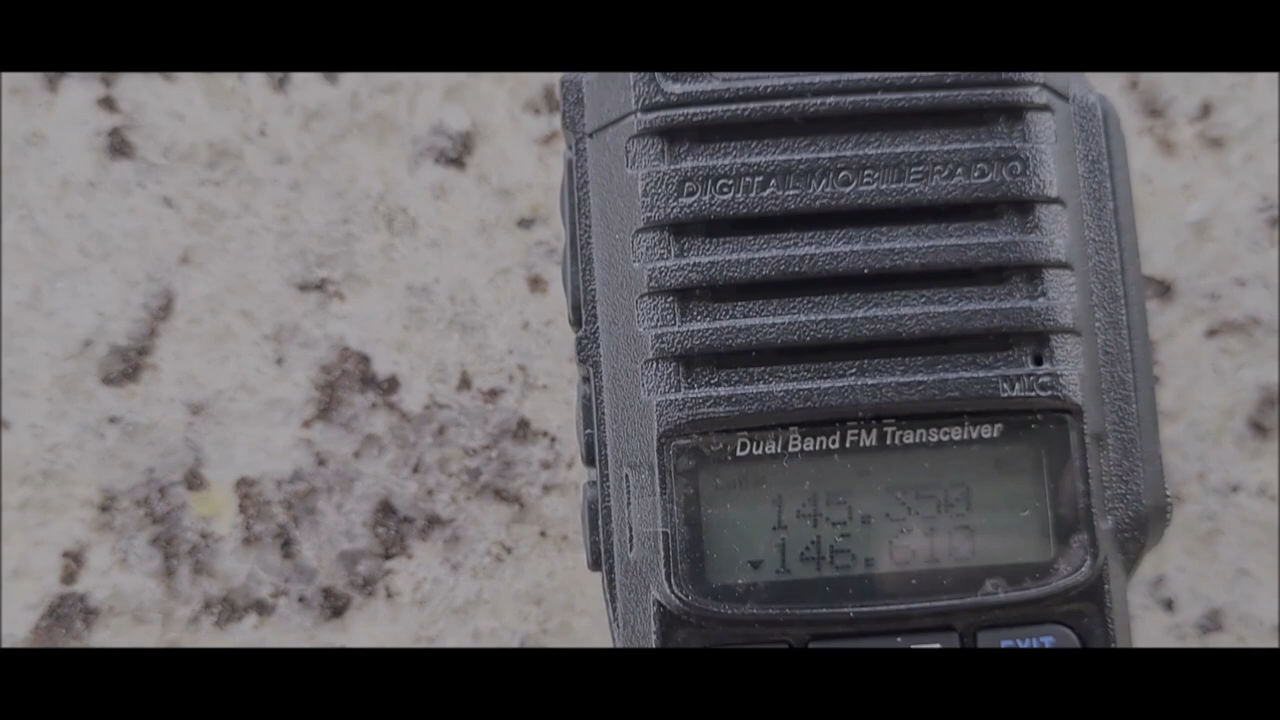 DIGITAL MOBILE RADIO
MIC
Dual Band FM Transceiver
145.350
146.610
EXIT